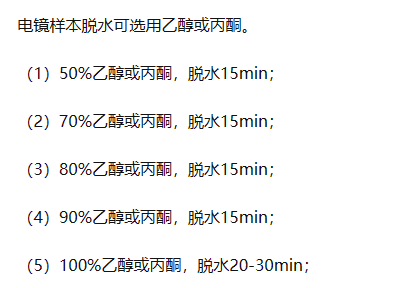 电镜样本脱水可选用乙醇或丙酮。
（1）50%乙醇或丙酮，脱水15min；
（2）70%乙醇或丙酮，脱水15min；
（3）80%乙醇或丙酮，脱水15min；
（4）90%乙醇或丙酮，脱水15min；
（5）100%乙醇或丙酮，脱水20-30min；